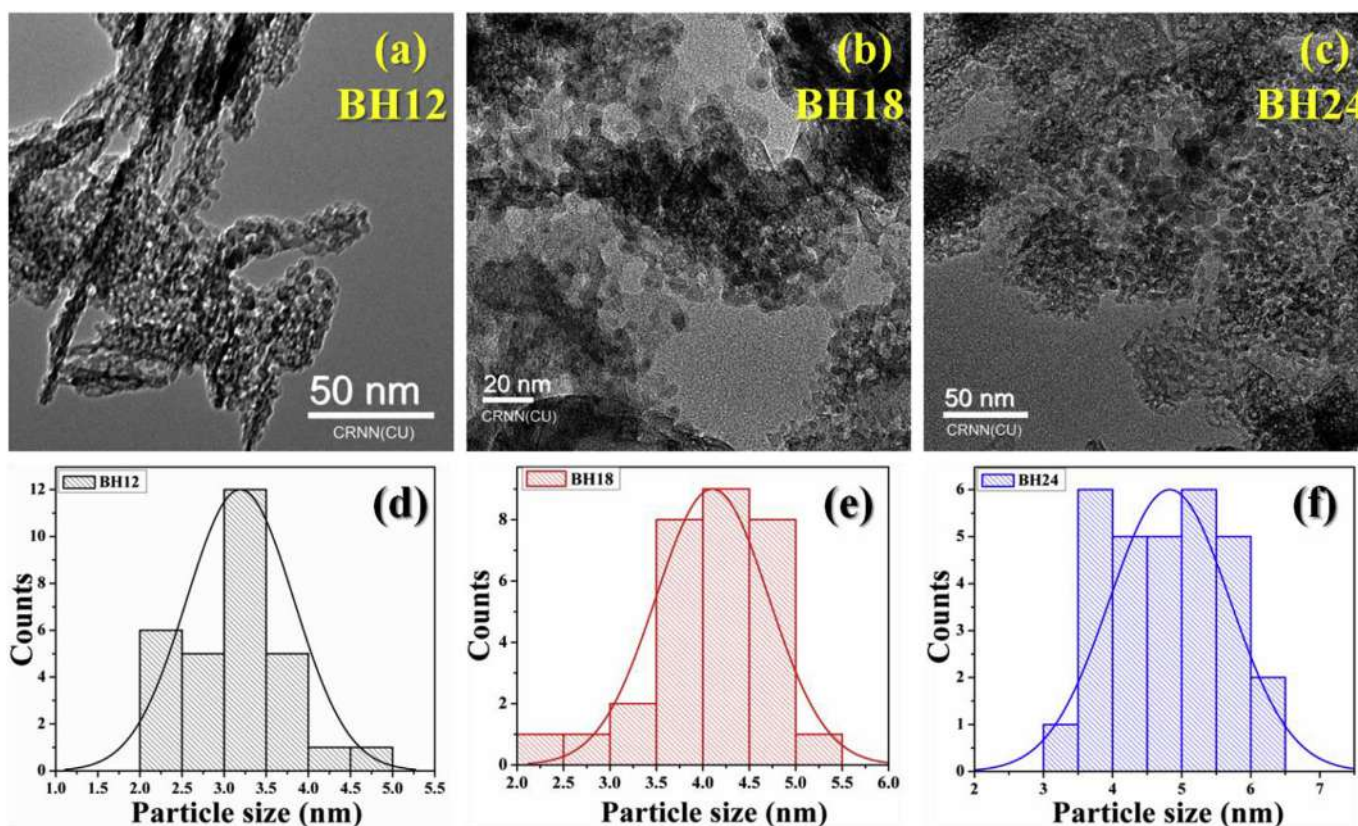 (a)
BH12
50 nm
CRNN(CU)
(b)
BH18
20 nm
CRNN(CU)
(c)
BH24
50 nm
CRNN(CU)
BH12
(d)
Counts
12
10
8
6
4
2
0
1.0 1.5 2.0 2.5 3.0 3.5 4.0 4.5 5.0 5.5
Particle size (nm)
BH18
(e)
Counts
8
6
4
2
0
2.0 2.5 3.0 3.5 4.0 4.5 5.0 5.5 6.0
Particle size (nm)
BH24
(f)
Counts
6
5
4
3
2
1
0
2 3 4 5 6 7
Particle size (nm)